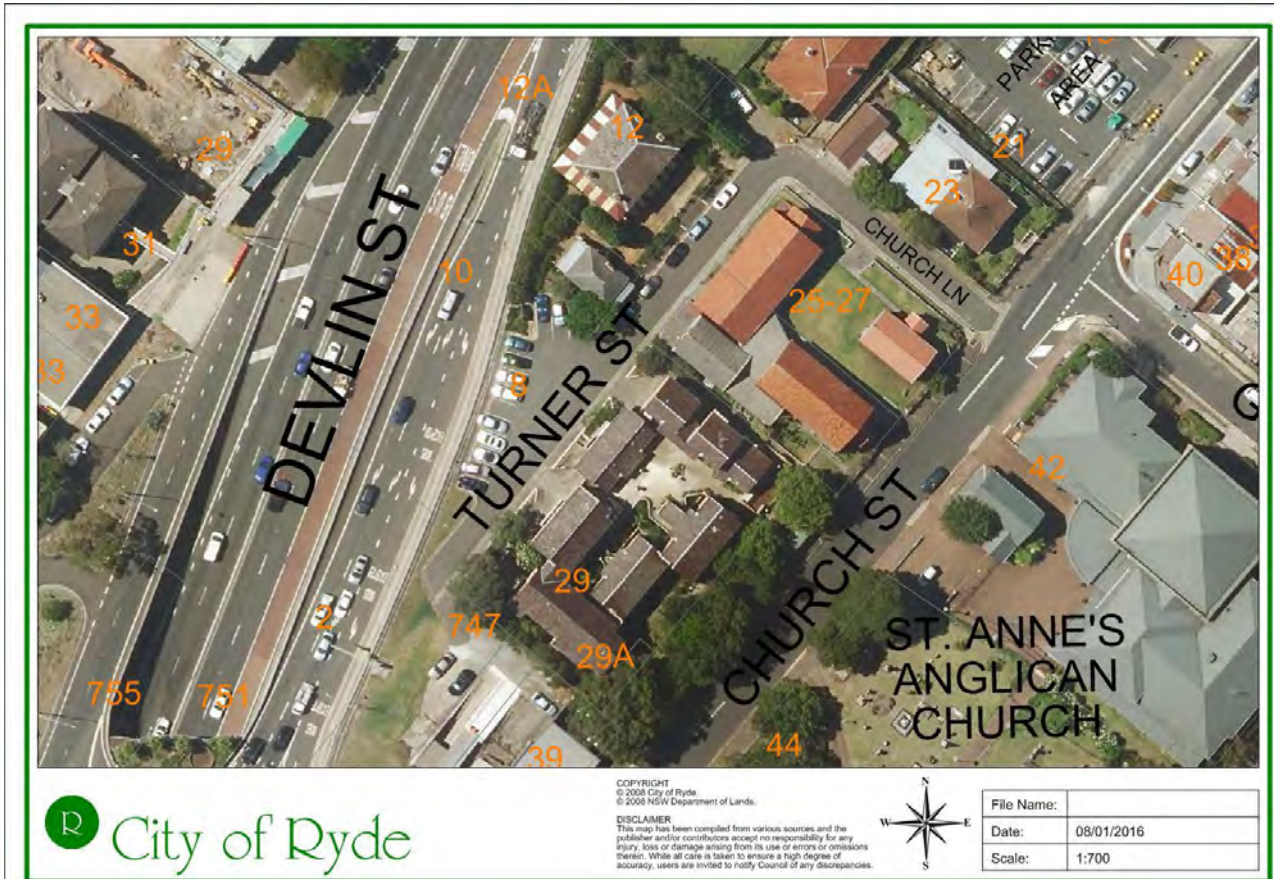 12A
PARKI
AREA
12
29
21
23
DEVLIN ST
31
CHURCH LN
10
40
38
25-27
33
33
TURNER ST
8
G
42
CHURCH ST
29
2
747
29A
ST. ANNE'S
ANGLICAN
CHURCH
755
751
44
39
R
City of Ryde
COPYRIGHT
© 2008 City of Ryde
© 2008 NSW Department of Lands.
DISCLAIMER
This map has been compiled from various sources and the
publisher and/or contributors accept no responsibility for any
injury, loss or damage arising from its use or errors or omissions
therein. While all care is taken to ensure a high degree of
accuracy, users are invited to notify Council of any discrepancies.
N
W
E
S
File Name:
Date: 08/01/2016
Scale: 1:700